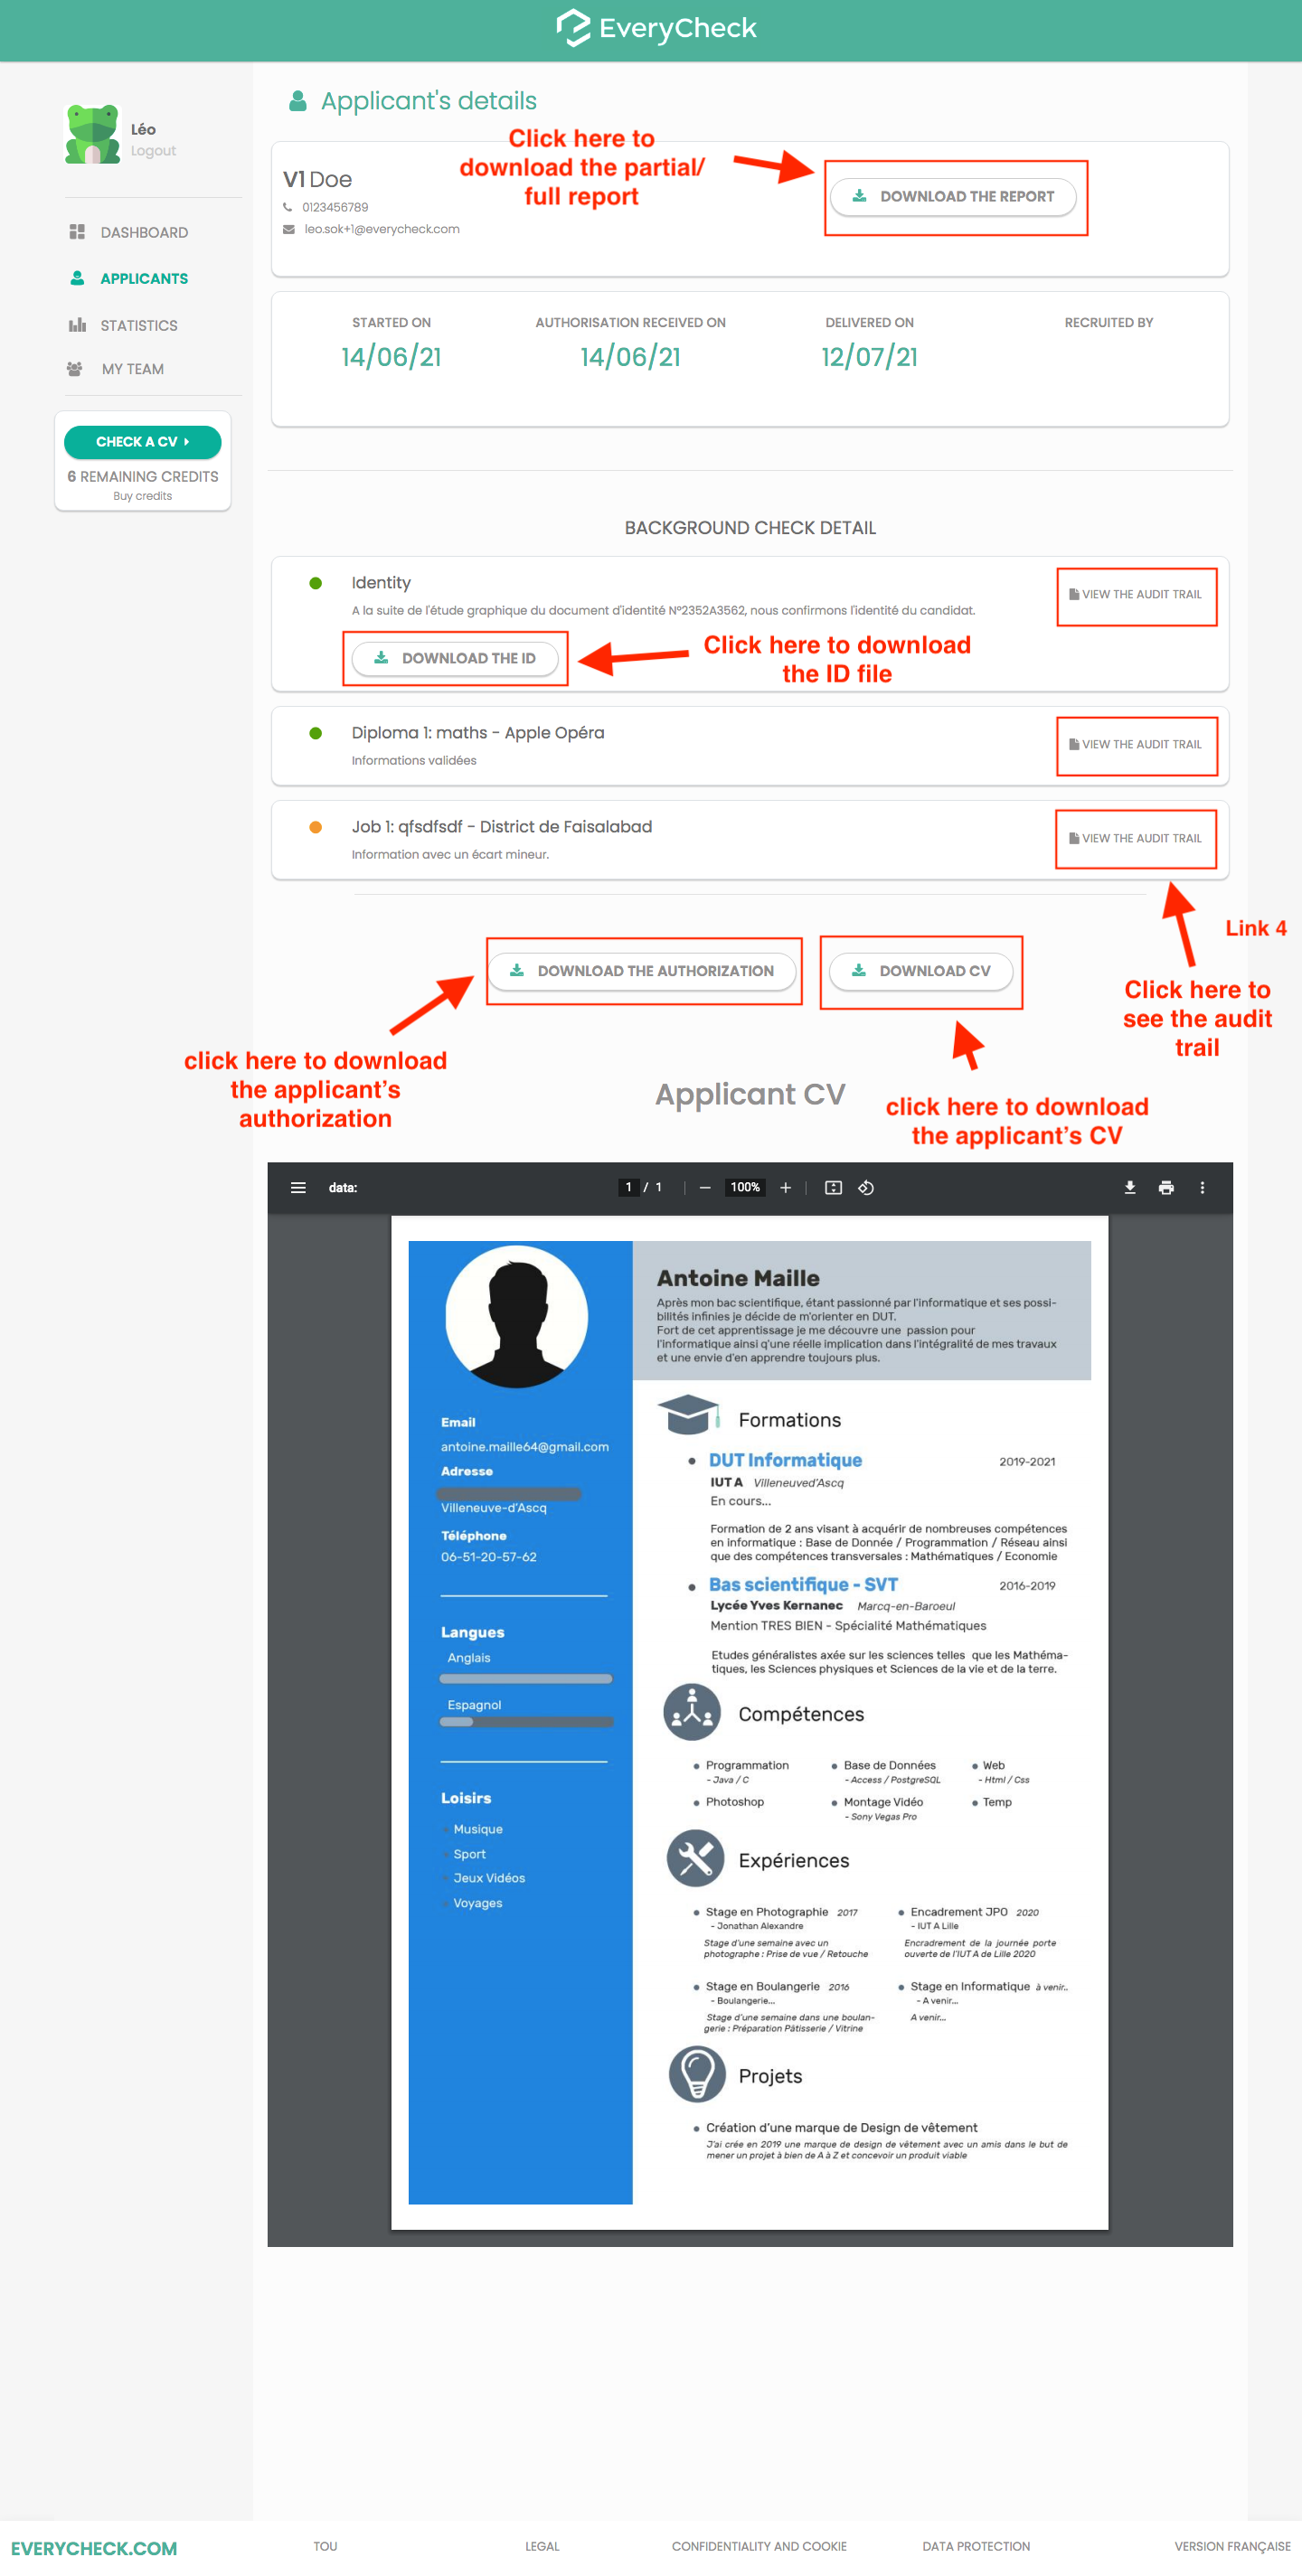 EveryCheck
Léo
Logout
DASHBOARD
APPLICANTS
STATISTICS
MY TEAM
CHECK A CV
6 REMAINING CREDITS
Buy credits
Applicant's details
Click here to
download the partial/
full report
V1 Doe
0123456789
leo.sok+1@everycheck.com
DOWNLOAD THE REPORT
STARTED ON
14/06/21
AUTHORISATION RECEIVED ON
14/06/21
DELIVERED ON
12/07/21
RECRUITED BY
BACKGROUND CHECK DETAIL
Identity
A la suite de l'étude graphique du document d'identité N°2352A3562, nous confirmons l'identité du candidat.
VIEW THE AUDIT TRAIL
DOWNLOAD THE ID
Click here to download
the ID file
Diploma 1: maths - Apple Opéra
Informations validées
VIEW THE AUDIT TRAIL
Job 1: qfsdfsdf - District de Faisalabad
Information avec un écart mineur.
VIEW THE AUDIT TRAIL
Link 4
Click here to
see the audit
trail
DOWNLOAD THE AUTHORIZATION
DOWNLOAD CV
click here to download
the applicant’s
authorization
Applicant CV
click here to download
the applicant’s CV
data:
1 / 1
100%
Antoine Maille
Après mon bac scientifique, étant passionné par l'informatique et ses possi-
bilités infinies je décide de m'orienter en DUT.
Fort de cet apprentissage je me découvre une passion pour
l'informatique ainsi q'une réelle implication dans l'intégralité de mes travaux
et une envie d'en apprendre toujours plus.
Email
antoine.maille64@gmail.com
Adresse
Villeneuve-d'Ascq
Téléphone
06-51-20-57-62
Langues
Anglais
Espagnol
Loisirs
Musique
Sport
Jeux Vidéos
Voyages
Formations
DUT Informatique
2019-2021
IUT A Villeneuved'Ascq
En cours...
Formation de 2 ans visant à acquérir de nombreuses compétences
en informatique : Base de Donnée / Programmation / Réseau ainsi
que des compétences transversales : Mathématiques / Economie
Bas scientifique - SVT
2016-2019
Lycée Yves Kernanec Marcq-en-Baroeul
Mention TRES BIEN - Spécialité Mathématiques
Etudes généralistes axée sur les sciences telles que les Mathéma-
tiques, les Sciences physiques et Sciences de la vie et de la terre.
Compétences
Programmation
- Java / C
Base de Données
- Access / PostgreSQL
Web
- Html / Css
Photoshop
Montage Vidéo
- Sony Vegas Pro
Temp
Expériences
Stage en Photographie 2017
- Jonathan Alexandre
Stage d'une semaine avec un
photographe : Prise de vue / Retouche
Encadrement JPO 2020
- IUT A Lille
Encradrement de la journée porte
ouverte de l'IUT A de Lille 2020
Stage en Boulangerie 2016
- Boulangerie...
Stage d'une semaine dans une boulan-
gerie : Préparation Pâtisserie / Vitrine
Stage en Informatique à venir..
- A venir...
A venir...
Projets
Création d'une marque de Design de vêtement
J'ai crée en 2019 une marque de design de vêtement avec un amis dans le but de
mener un projet à bien de A à Z et concevoir un produit viable
EVERYCHECK.COM
TOU
LEGAL
CONFIDENTIALITY AND COOKIE
DATA PROTECTION
VERSION FRANÇAISE